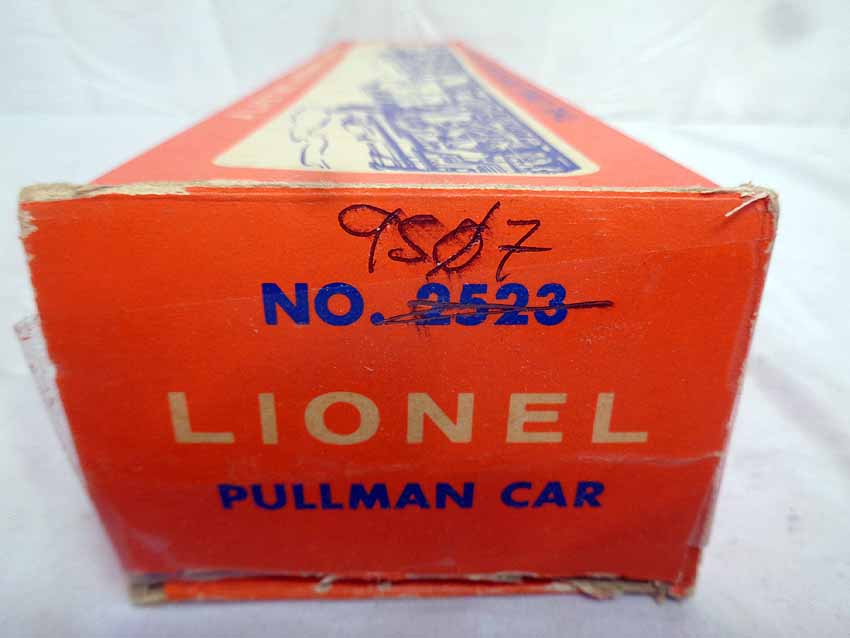 9507
NO. 2523
LIONEL
PULLMAN CAR